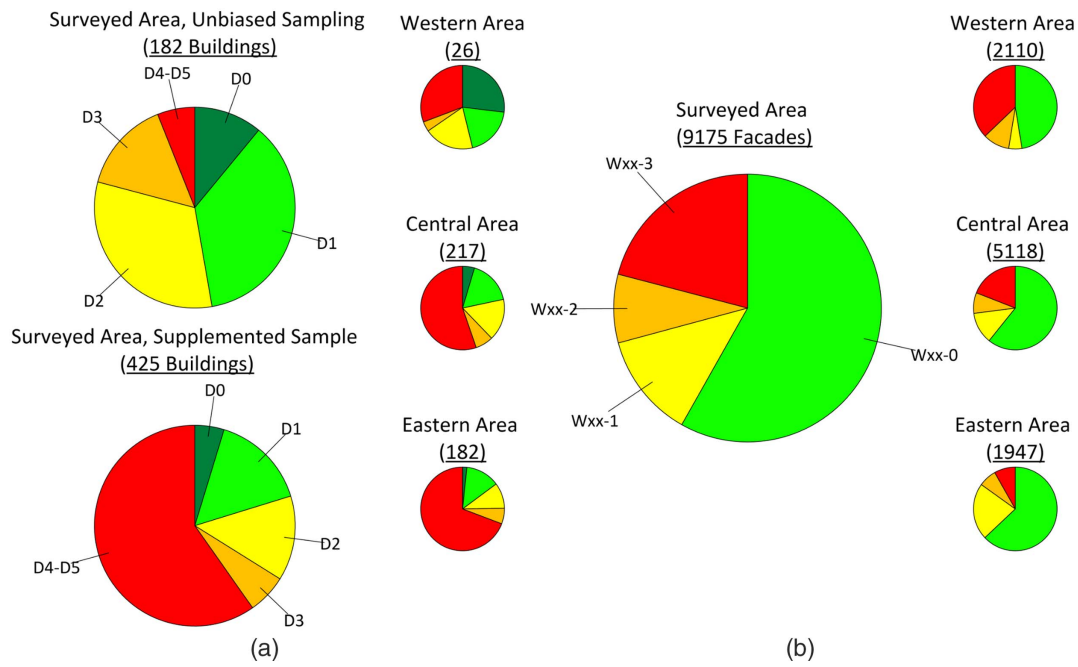 Surveyed Area, Unbiased Sampling
(182 Buildings)
D4-D5
D0
D3
D1
D2
Surveyed Area, Supplemented Sample
(425 Buildings)
D0
D1
D2
D4-D5
D3
Western Area
(26)
Central Area
(217)
Eastern Area
(182)
(a)
Surveyed Area
(9175 Facades)
Wxx-3
Wxx-2
Wxx-0
Wxx-1
Western Area
(2110)
Central Area
(5118)
Eastern Area
(1947)
(b)